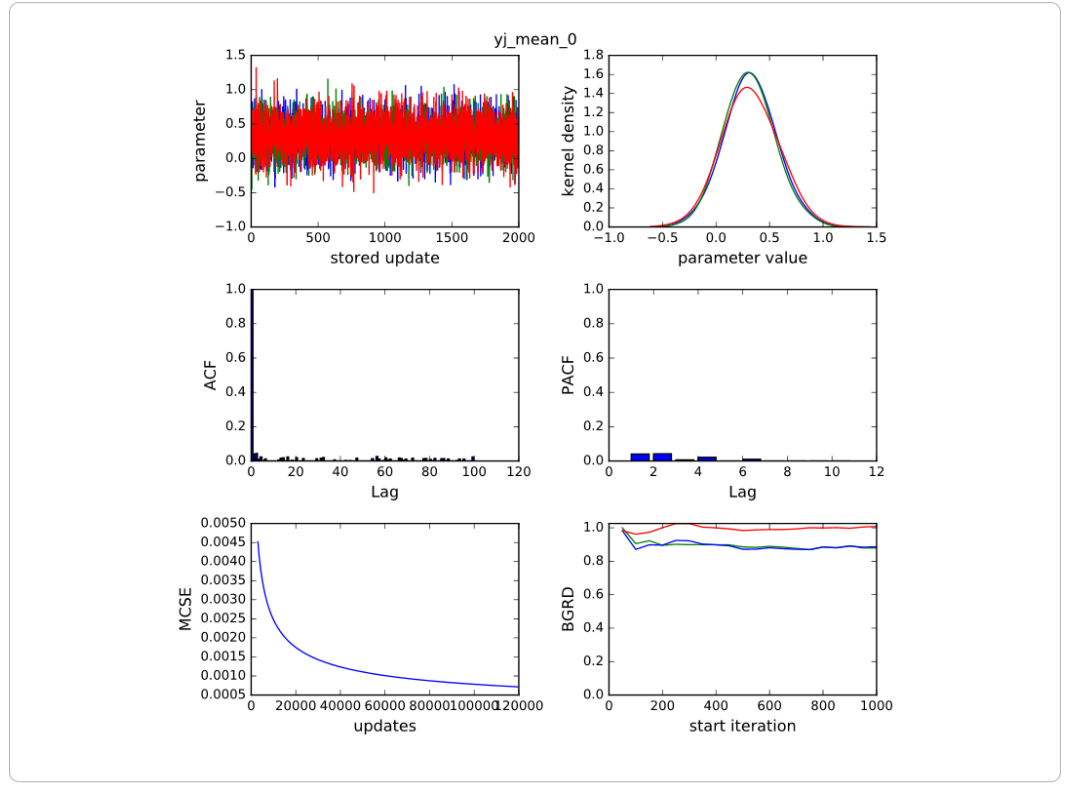 yj_mean_0
1.5
1.0
0.5
0.0
−0.5
−1.0
parameter
0 500 1000 1500 2000
stored update
1.8
1.6
1.4
1.2
1.0
0.8
0.6
0.4
0.2
0.0
kernel density
−1.0 −0.5 0.0 0.5 1.0 1.5
parameter value
1.0
0.8
0.6
0.4
0.2
0.0
ACF
0 20 40 60 80 100 120
Lag
1.0
0.8
0.6
0.4
0.2
0.0
PACF
0 2 4 6 8 10 12
Lag
0.0050
0.0045
0.0040
0.0035
0.0030
0.0025
0.0020
0.0015
0.0010
0.0005
MCSE
0 20000 40000 60000 80000 100000 120000
updates
1.0
0.8
0.6
0.4
0.2
0.0
BGRD
0 200 400 600 800 1000
start iteration